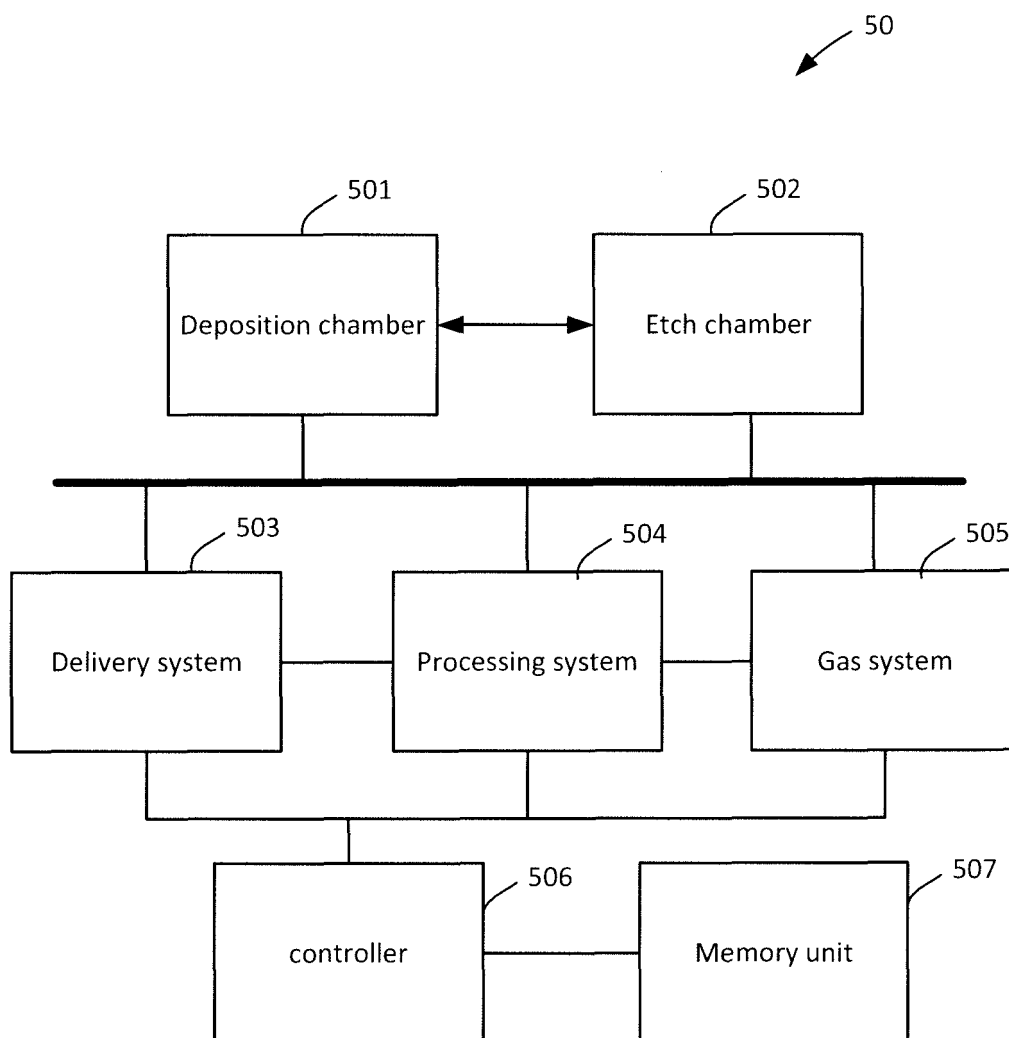 50
501
502
Deposition chamber
Etch chamber
503
504
505
Delivery system
Processing system
Gas system
506
507
controller
Memory unit